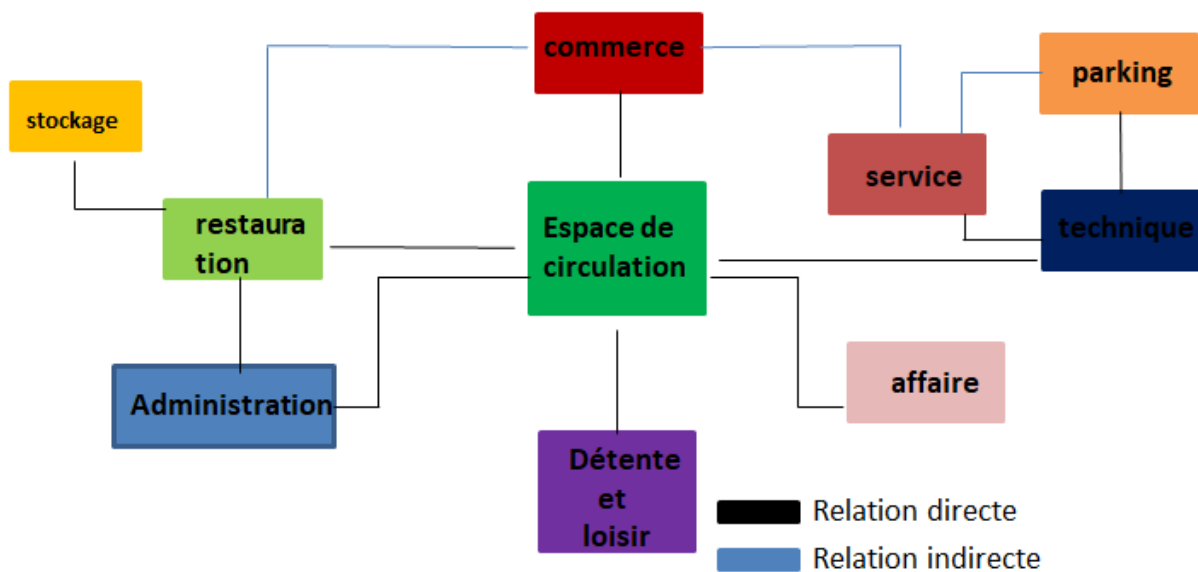 commerce
parking
stockage
service
restaura
tion
Espace de
circulation
technique
affaire
Administration
Détente
et
loisir
Relation directe
Relation indirecte